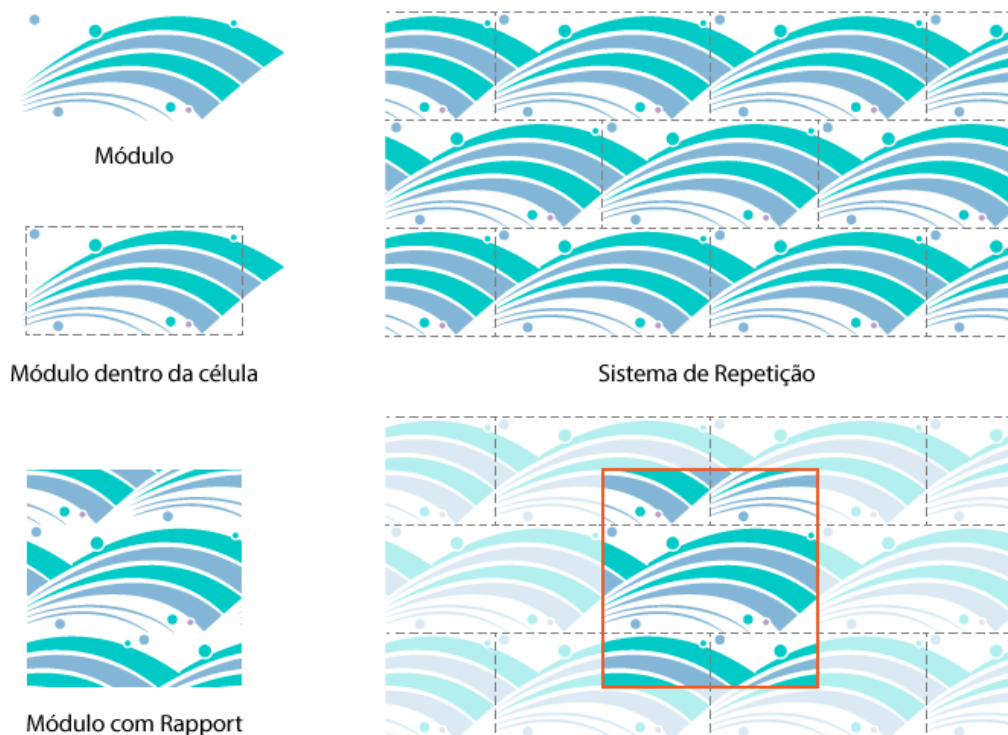 Módulo
Módulo dentro da célula
Sistema de Repetição
Módulo com Rapport